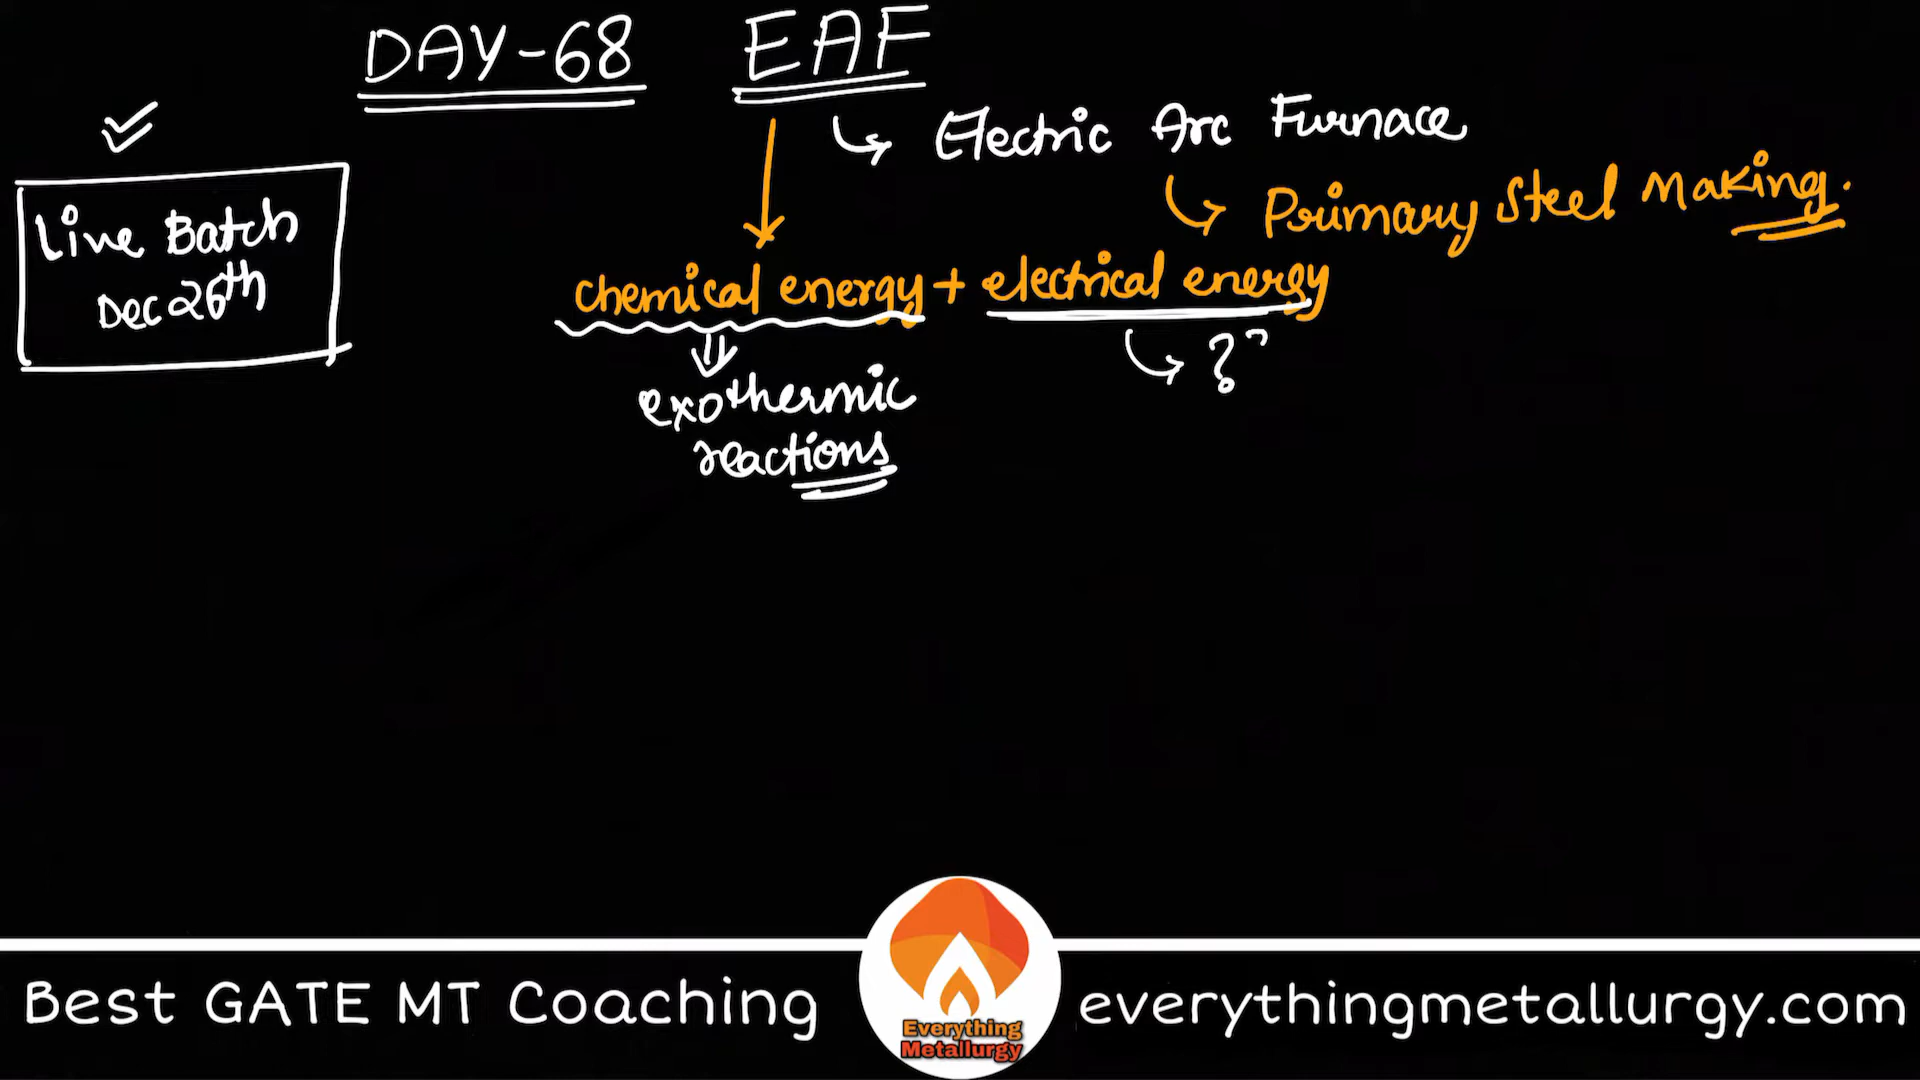 DAY-68 EAF
Electric Arc Furnace
Primary Steel Making.
Live Batch
Dec 26th
chemical energy + electrical energy
??
exothermic
reactions
Best GATE MT Coaching
Everything
Metallurgy
everythingmetallurgy.com